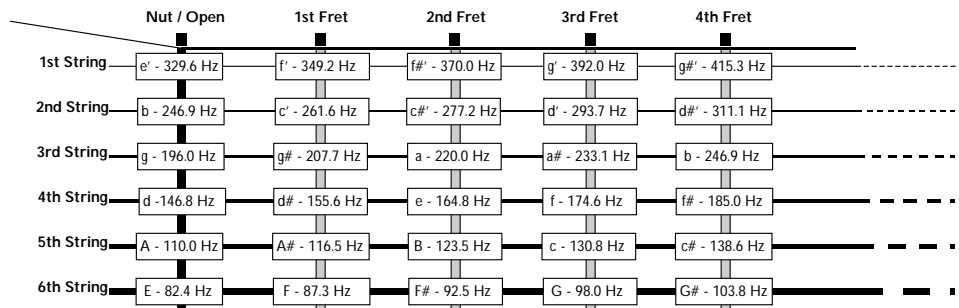 Nut / Open 1st Fret 2nd Fret 3rd Fret 4th Fret
1st String e' - 329.6 Hz f' - 349.2 Hz f#' - 370.0 Hz g' - 392.0 Hz g#' - 415.3 Hz
2nd String b - 246.9 Hz c' - 261.6 Hz c#' - 277.2 Hz d' - 293.7 Hz d#' - 311.1 Hz
3rd String g - 196.0 Hz g# - 207.7 Hz a - 220.0 Hz a# - 233.1 Hz b - 246.9 Hz
4th String d -146.8 Hz d# - 155.6 Hz e - 164.8 Hz f - 174.6 Hz f# - 185.0 Hz
5th String A - 110.0 Hz A# - 116.5 Hz B - 123.5 Hz c - 130.8 Hz c# - 138.6 Hz
6th String E - 82.4 Hz F - 87.3 Hz F# - 92.5 Hz G - 98.0 Hz G# - 103.8 Hz